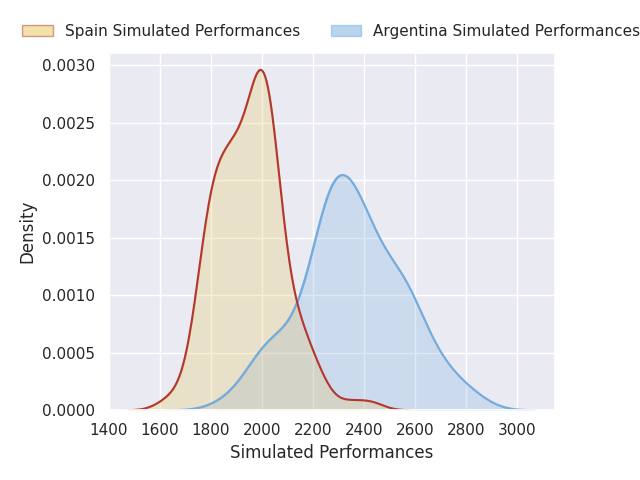 Spain Simulated Performances
Argentina Simulated Performances
0.0030
0.0025
0.0020
0.0015
0.0010
0.0005
0.0000
Density
1400 1600 1800 2000 2200 2400 2600 2800 3000
Simulated Performances